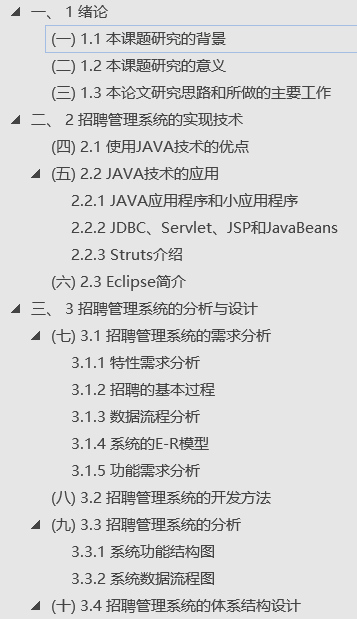 一、 1 绪论
(一) 1.1 本课题研究的背景
(二) 1.2 本课题研究的意义
(三) 1.3 本论文研究思路和所做的主要工作
二、 2 招聘管理系统的实现技术
(四) 2.1 使用JAVA技术的优点
(五) 2.2 JAVA技术的应用
2.2.1 JAVA应用程序和小应用程序
2.2.2 JDBC、Servlet、JSP和JavaBeans
2.2.3 Struts介绍
(六) 2.3 Eclipse简介
三、 3 招聘管理系统的分析与设计
(七) 3.1 招聘管理系统的需求分析
3.1.1 特性需求分析
3.1.2 招聘的基本过程
3.1.3 数据流程分析
3.1.4 系统的E-R模型
3.1.5 功能需求分析
(八) 3.2 招聘管理系统的开发方法
(九) 3.3 招聘管理系统的分析
3.3.1 系统功能结构图
3.3.2 系统数据流程图
(十) 3.4 招聘管理系统的体系结构设计